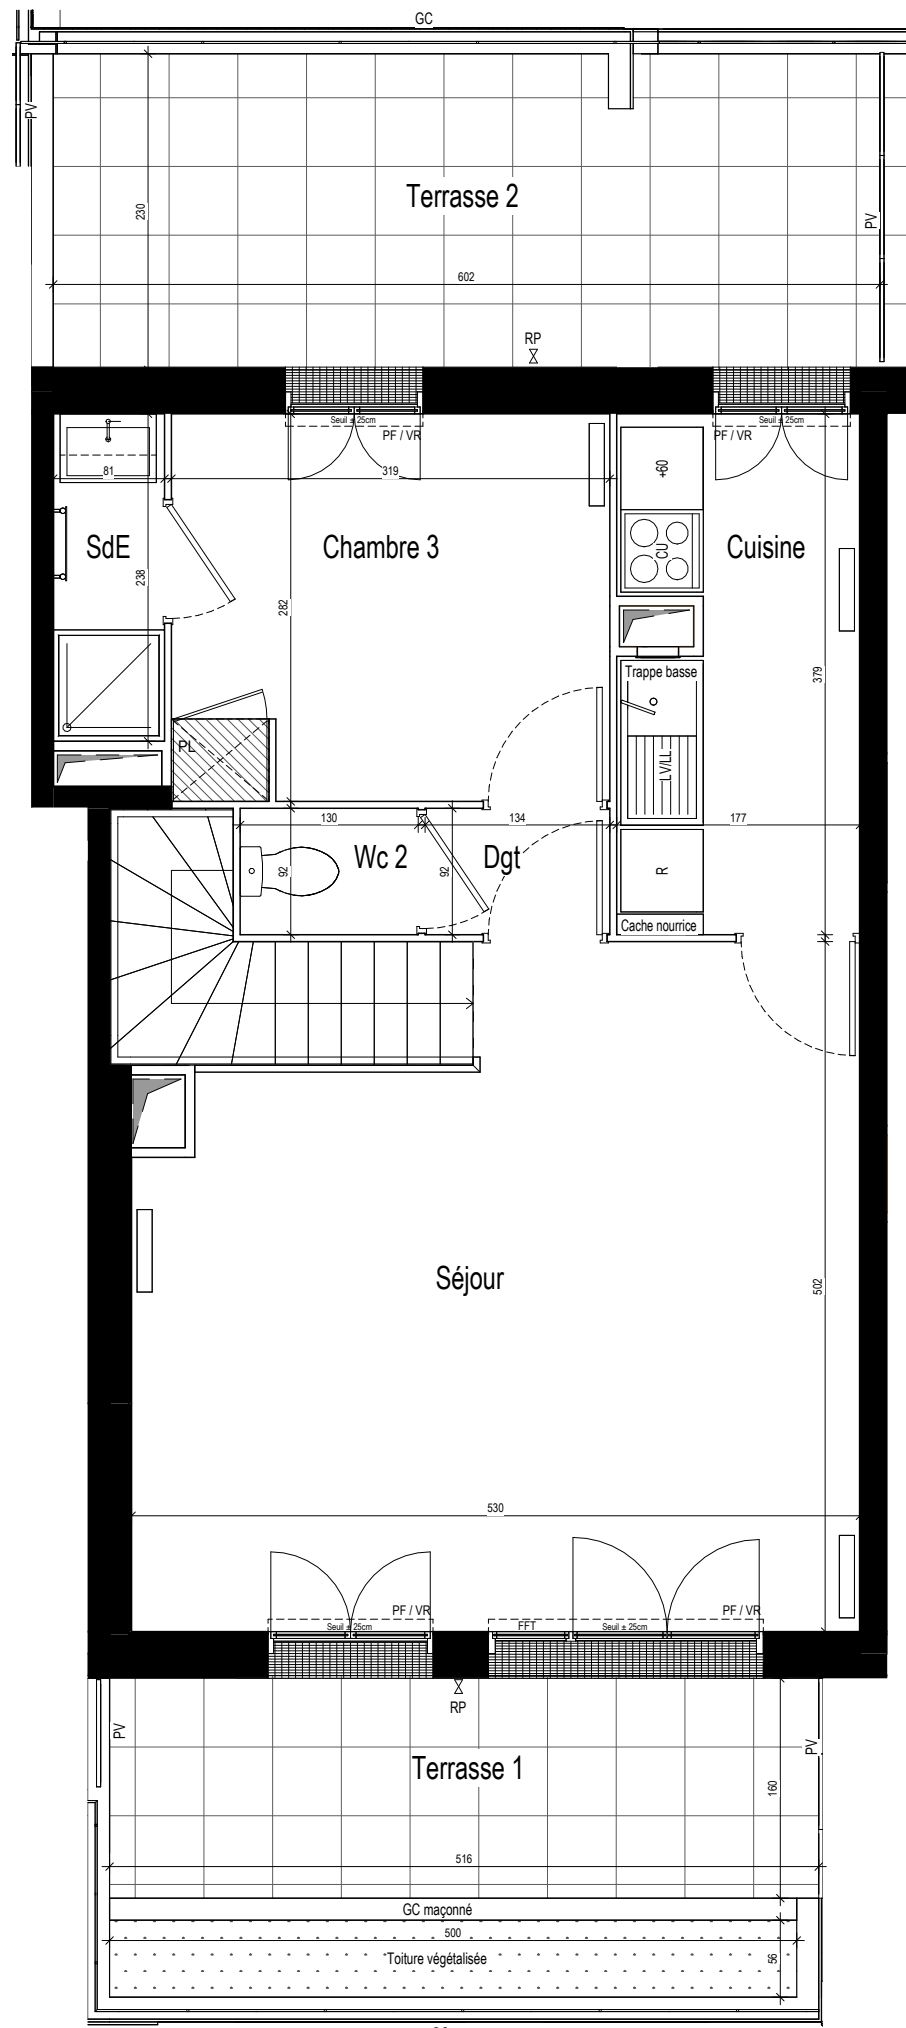 GC
PV
Terrasse 2
230
PV
602
RP
Seuil ± 25cm
PF / VR
Seuil ± 25cm
PF / VR
81
319
+60
SdE
Chambre 3
CU
Cuisine
238
282
379
Trappe basse
PL
LV/LL
130
134
177
Wc 2
Dgt
92
92
R
Cache nourrice
Séjour
502
530
PF / VR
Seuil ± 25cm
FFT
Seuil ± 25cm
PF / VR
RP
PV
PV
Terrasse 1
160
516
GC maçonné
500
Toiture végétalisée
56